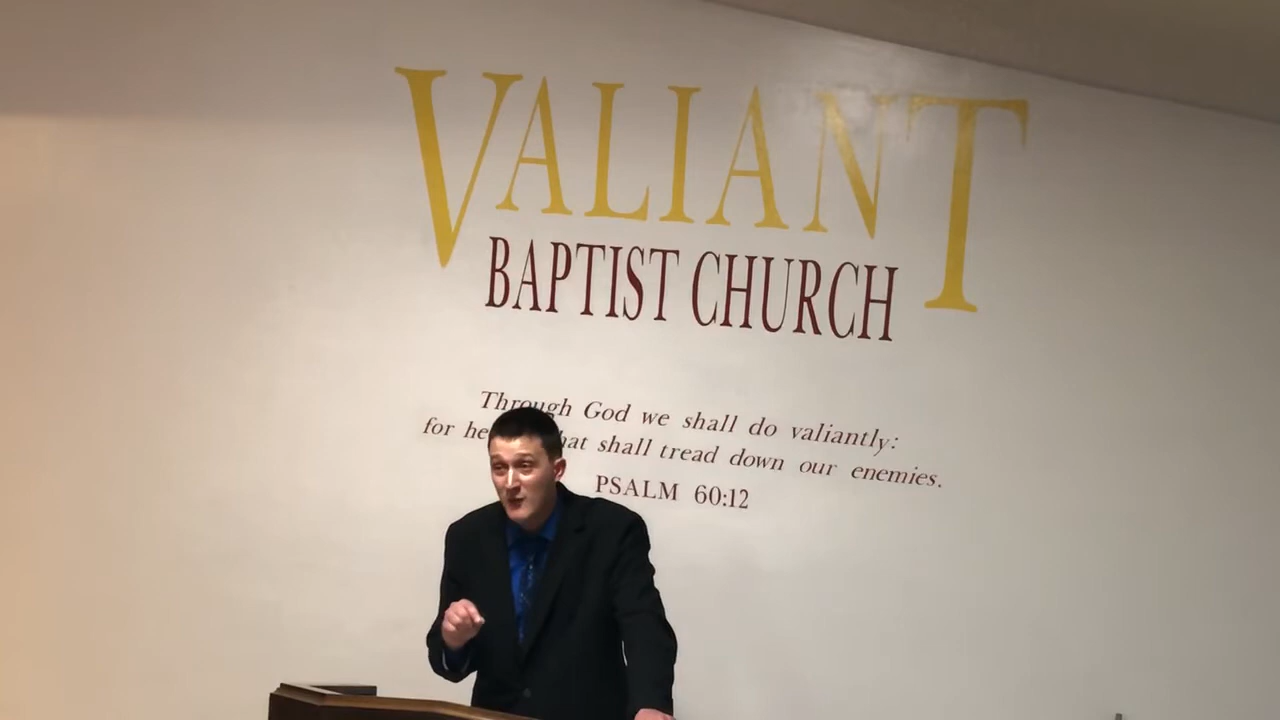 VALIANT
BAPTIST CHURCH
Through God we shall do valiantly:
for he that shall tread down our enemies.
PSALM 60:12